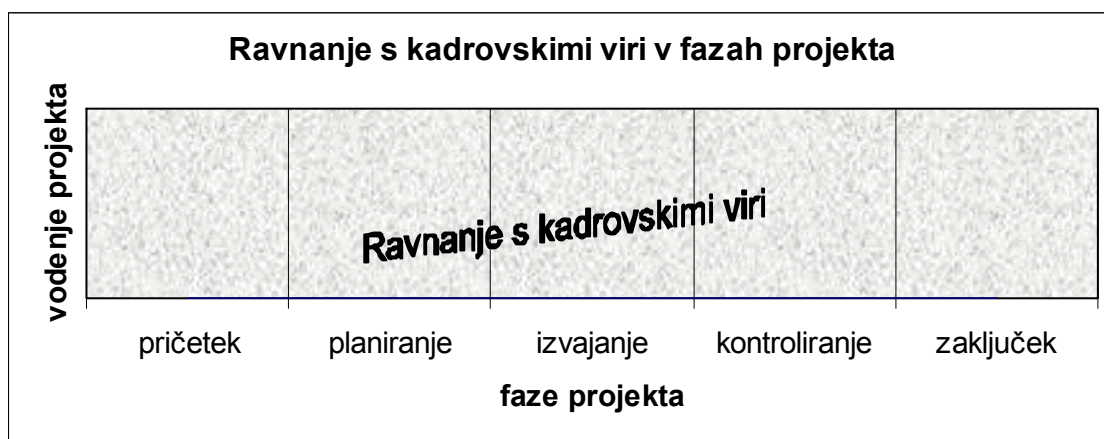 Ravnanje s kadrovskimi viri v fazah projekta
vodenje projekta
Ravnanje s kadrovskimi viri
pričetek
planiranje
izvajanje
kontroliranje
zaključek
faze projekta